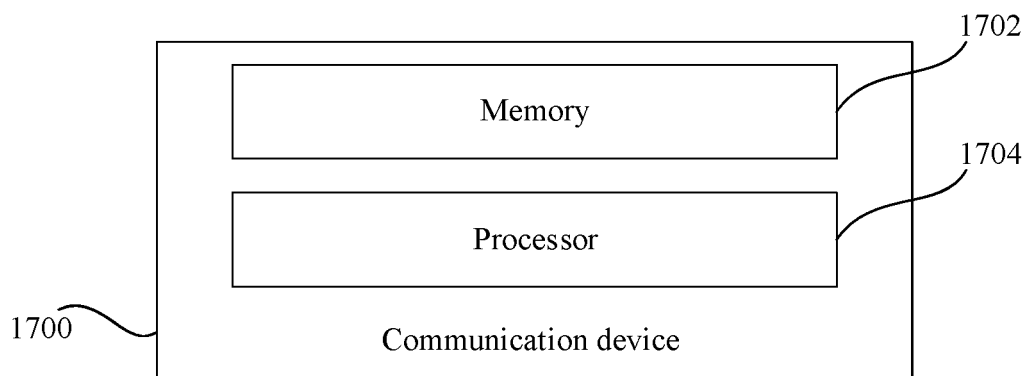 1702
Memory
1704
Processor
1700
Communication device